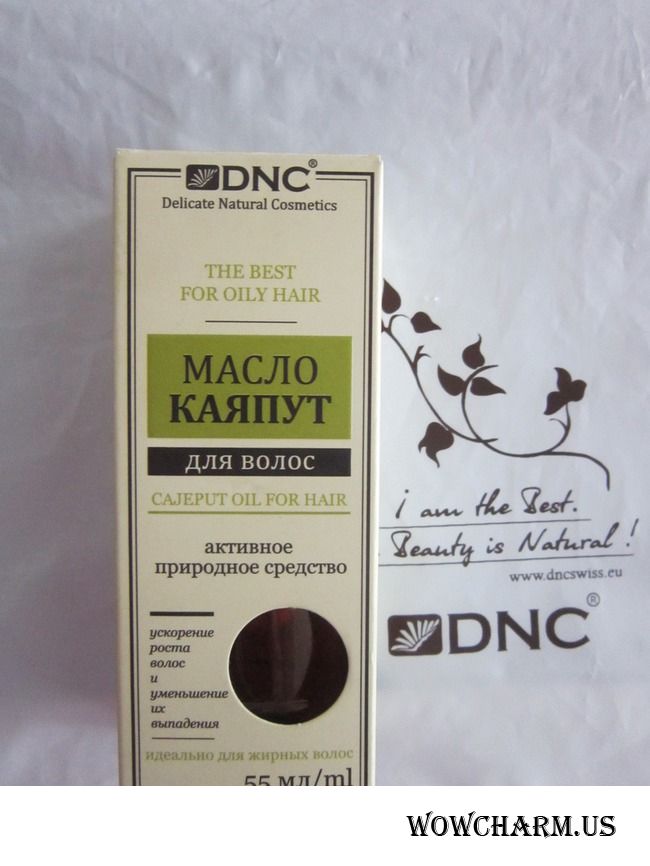 DNC®
Delicate Natural Cosmetics
THE BEST
FOR OILY HAIR
МАСЛО
КАЯПУТ
ДЛЯ ВОЛОС
CAJEPUT OIL FOR HAIR
активное
природное средство
ускорение
роста
волос
и
уменьшение
их
выпадения
идеально для жирных волос
55 мл/ml
i am the Best.
Beauty is Natural!
www.dncswiss.eu
DNC®
WOWCHARM.US